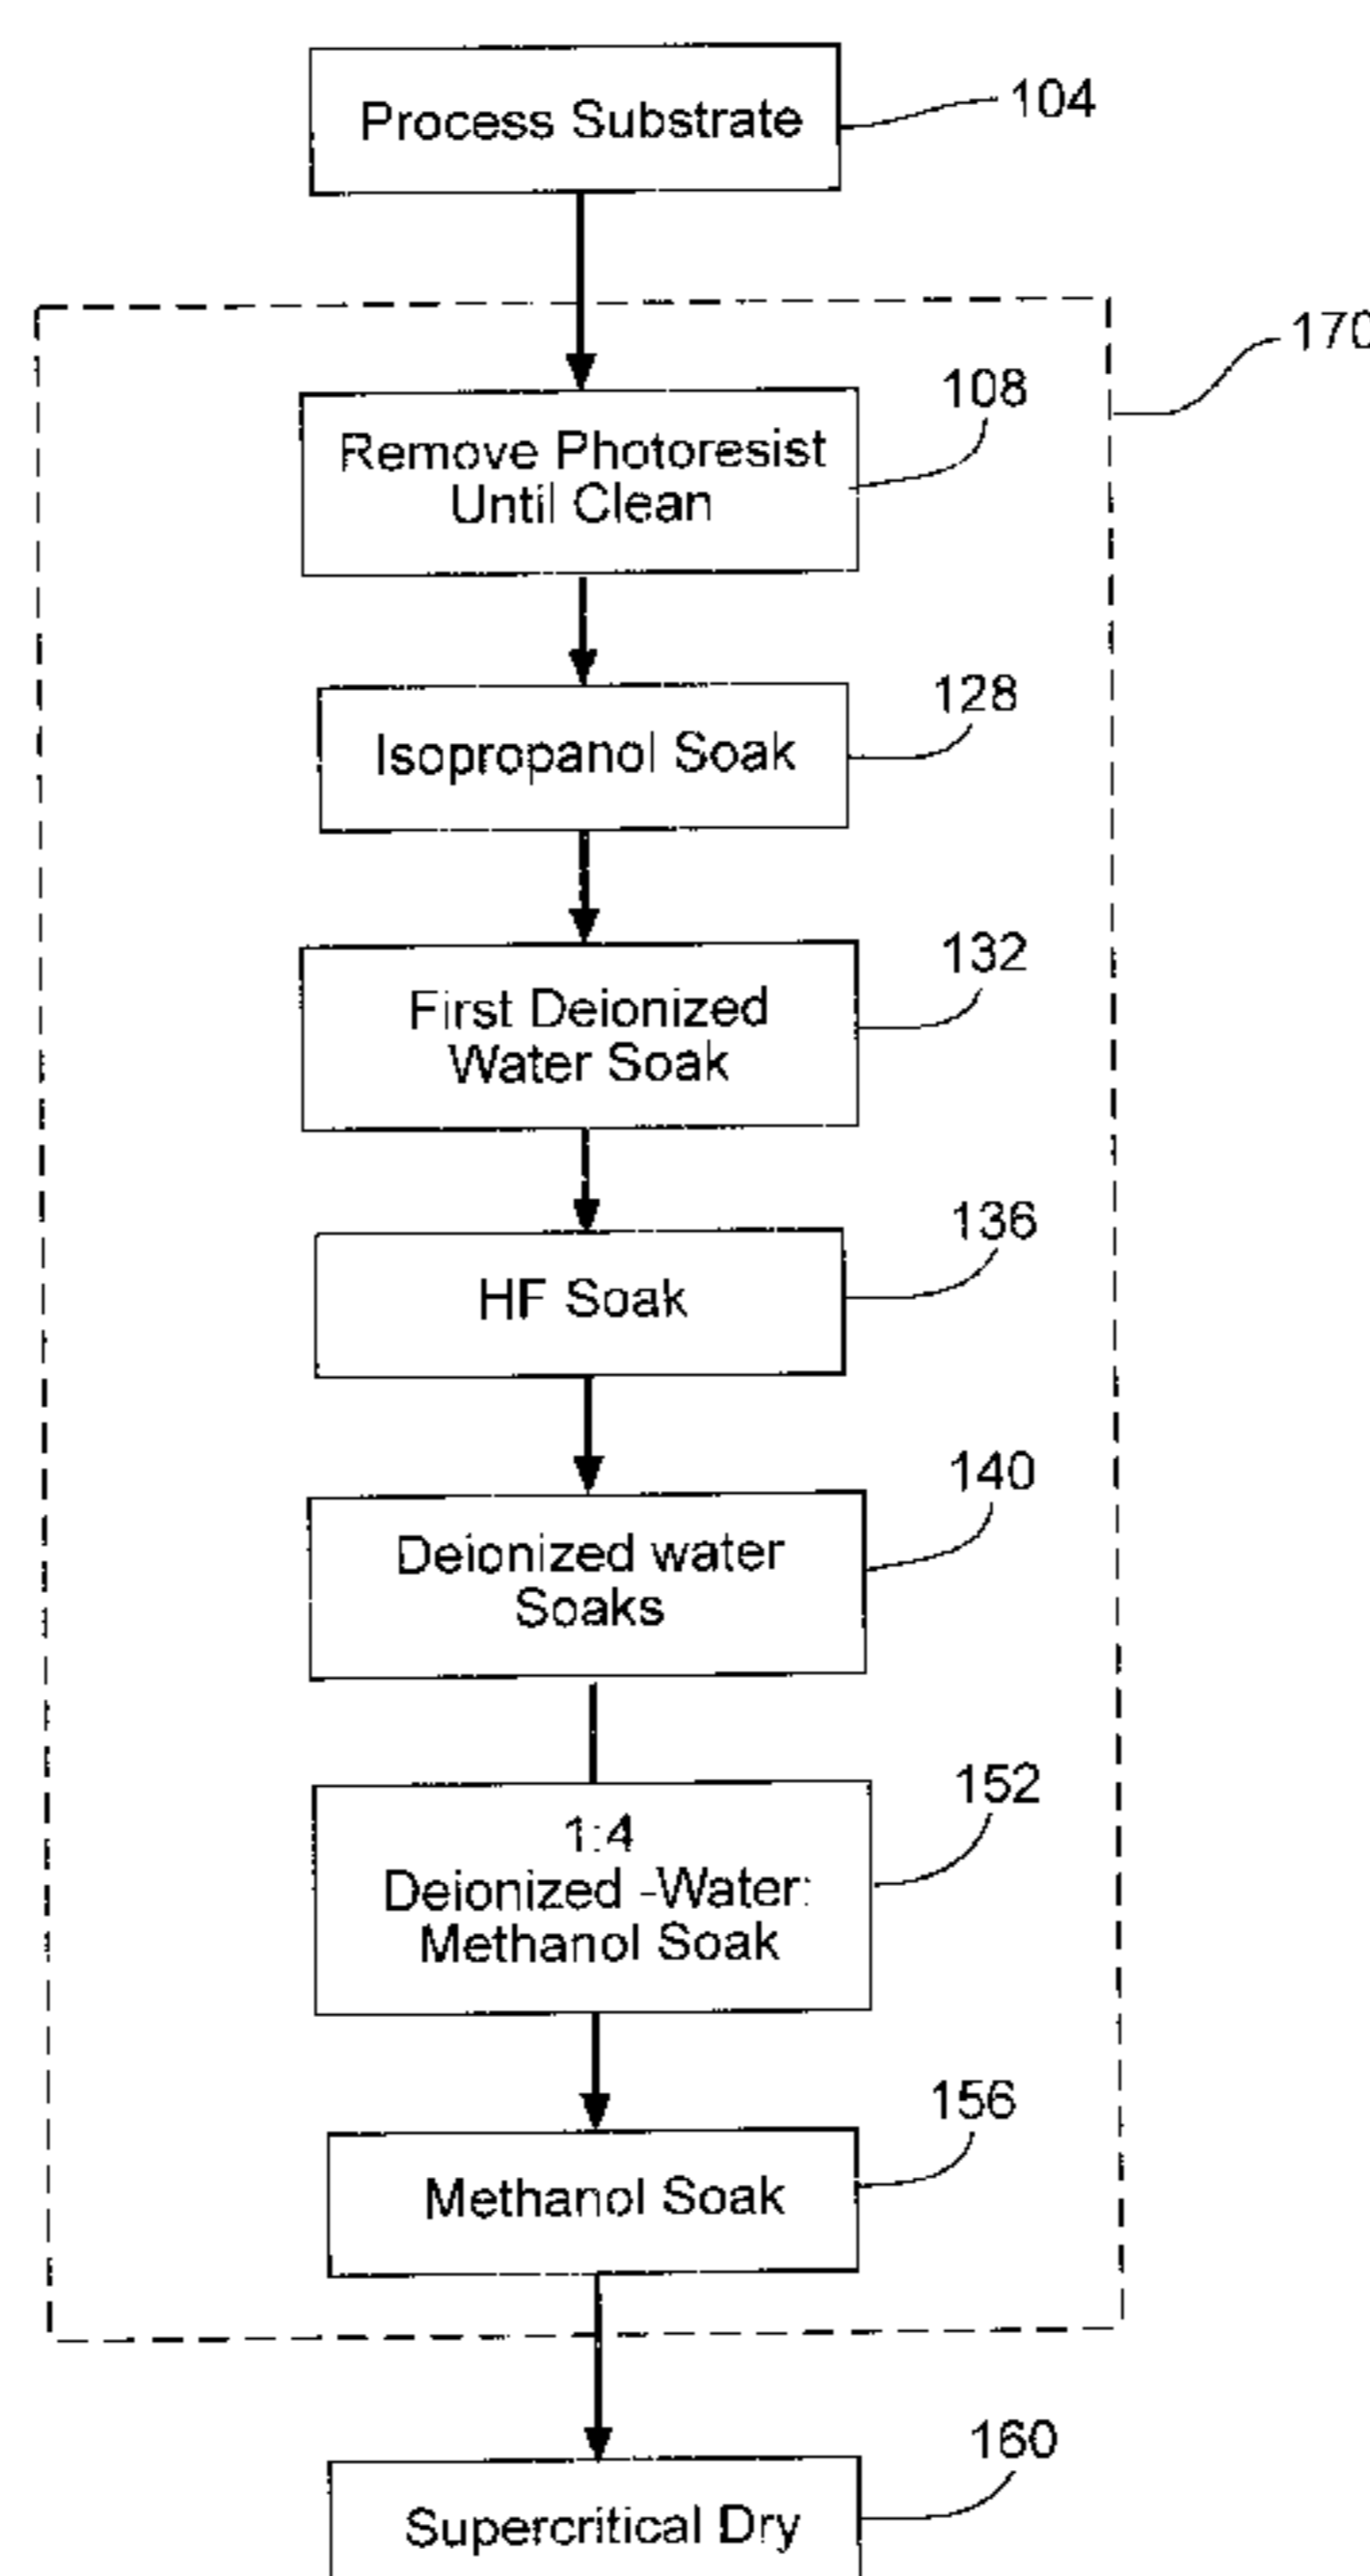 Process Substrate
104
170
108
Remove Photoresist
Until Clean
128
Isopropanol Soak
132
First Deionized
Water Soak
136
HF Soak
140
Deionized water
Soaks
152
1:4
Deionized -Water:
Methanol Soak
156
Methanol Soak
160
Supercritical Dry